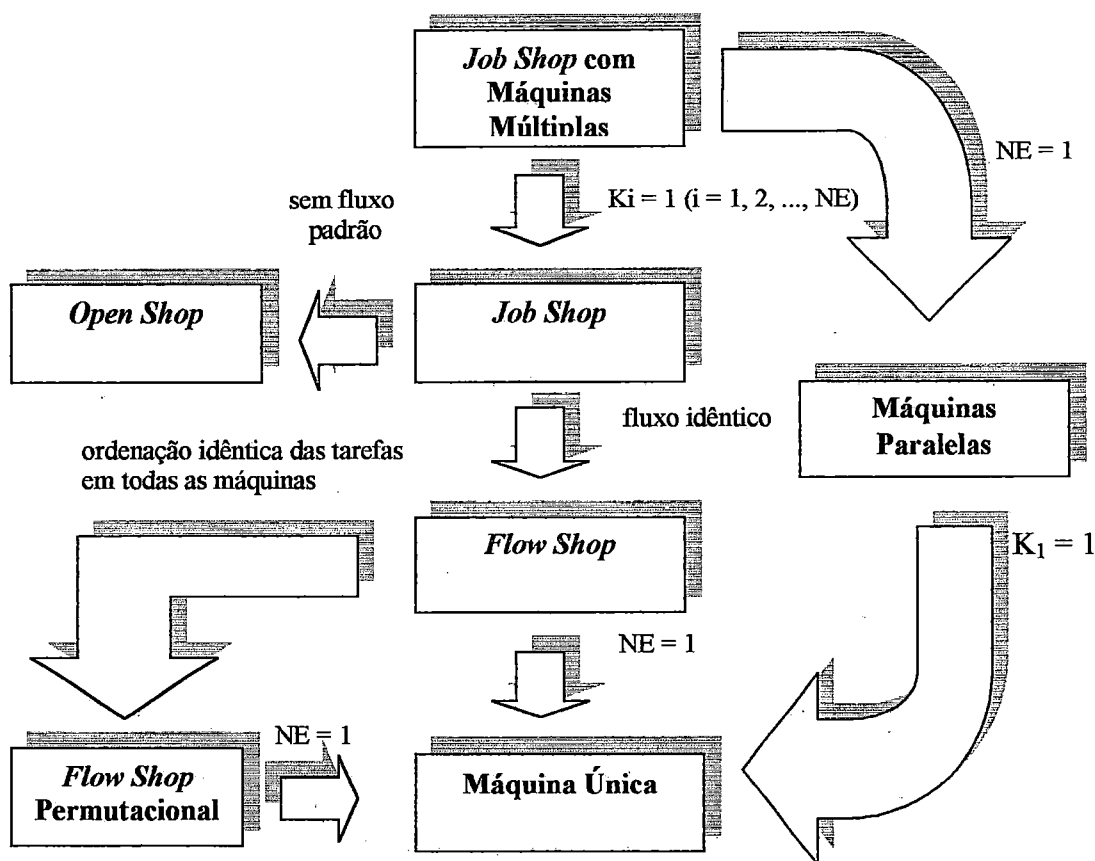 Job Shop com
Máquinas
Múltiplas
NE = 1
Ki = 1 (i = 1, 2, ..., NE)
sem fluxo
padrão
Open Shop
Job Shop
Máquinas
Paralelas
fluxo idêntico
ordenação idêntica das tarefas
em todas as máquinas
Flow Shop
K₁ = 1
NE = 1
NE = 1
Flow Shop
Permutacional
Máquina Única